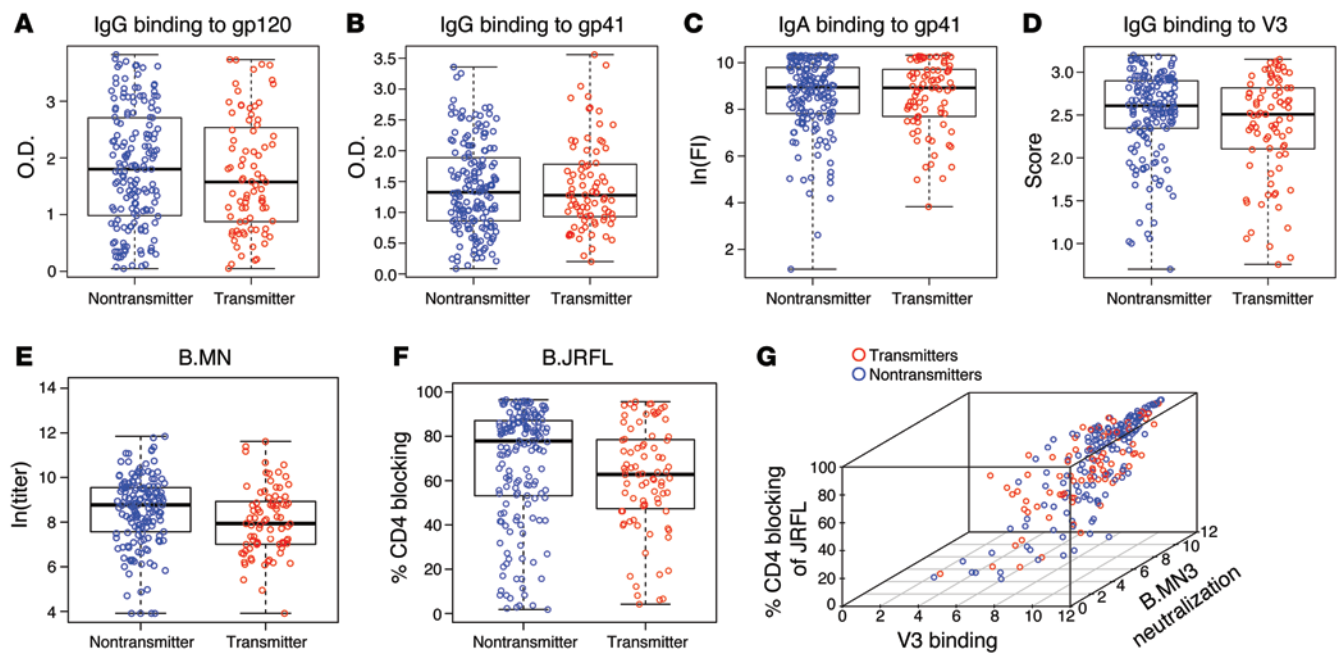 A IgG binding to gp120
O.D.
3
2
1
0
Nontransmitter Transmitter
B IgG binding to gp41
O.D.
3.5
3.0
2.5
2.0
1.5
1.0
0.5
0.0
Nontransmitter Transmitter
C IgA binding to gp41
ln(FI)
10
8
6
4
2
Nontransmitter Transmitter
D IgG binding to V3
Score
3.0
2.5
2.0
1.5
1.0
Nontransmitter Transmitter
E B.MN
ln(titer)
14
12
10
8
6
4
Nontransmitter Transmitter
F B.JRFL
% CD4 blocking
100
80
60
40
20
0
Nontransmitter Transmitter
G
Transmitters
Nontransmitters
% CD4 blocking
of JRFL
100
80
60
40
20
0
0 2 4 6 8 10 12
V3 binding
0 2 4 6 8 10 12
B.MN3
neutralization